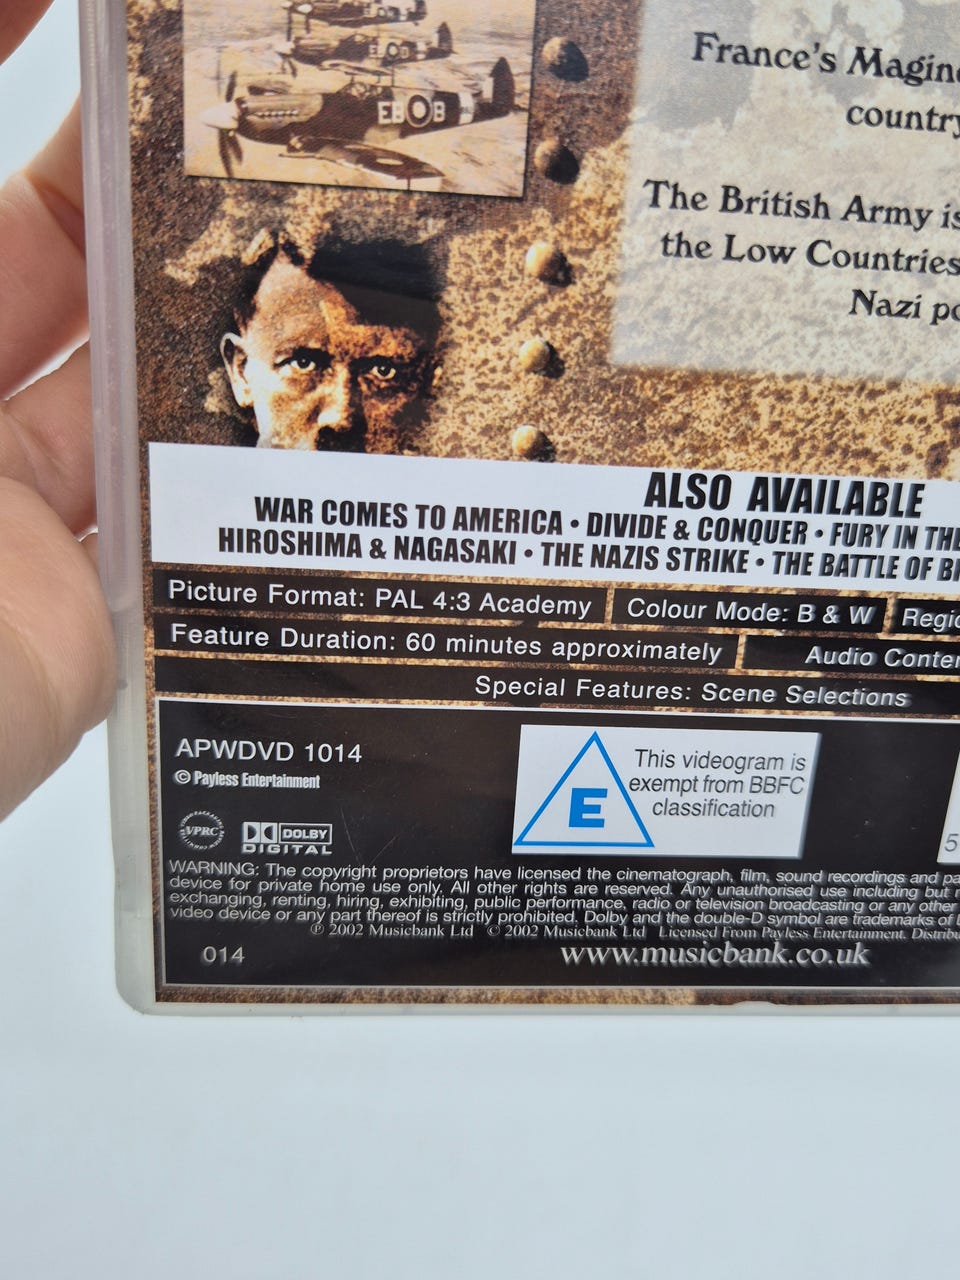 EB B
France's
country
The British Army is
the Low Countries
Nazi
ALSO AVAILABLE
WAR COMES TO AMERICA • DIVIDE & CONQUER • FURY IN THE
HIROSHIMA & NAGASAKI • THE NAZIS STRIKE • THE BATTLE OF
Picture Format: PAL 4:3 Academy
Colour Mode: B & W
Feature Duration: 60 minutes approximately
Audio
Special Features: Scene Selections
APWDVD 1014
© Payless Entertainment
This videogram is
exempt from BBFC
classification
E
VPRC
DOLBY
DIGITAL
5
WARNING: The copyright proprietors have licensed the cinematograph, film, sound recordings and
device for private home use only. All other rights are reserved. Any unauthorised use including but
exchanging, renting, hiring, exhibiting, public performance, radio or television broadcasting or any other
video device or any part thereof is strictly prohibited. Dolby and the double-D symbol are trademarks of
℗ 2002 Musicbank Ltd © 2002 Musicbank Ltd Licensed From Payless Entertainment.
014
www.musicbank.co.uk